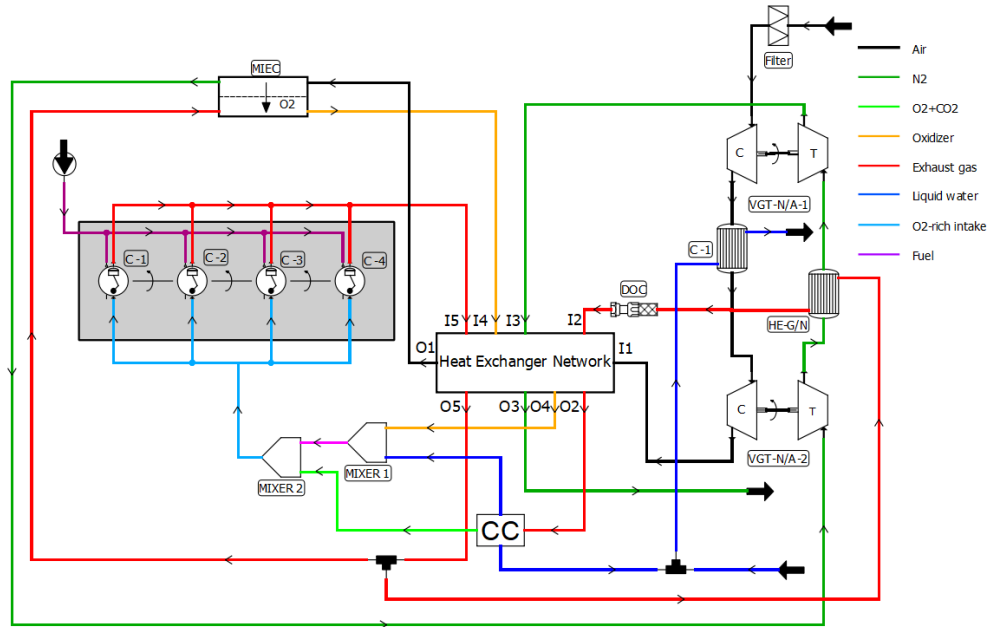 Filter
Air
N2
O2+CO2
Oxidizer
Exhaust gas
Liquid water
O2-rich intake
Fuel
MIEC
O2
C
T
VGT-N/A-1
C-1
C-1
C-2
C-3
C-4
DOC
HE-G/N
I5
I4
I3
I2
O1
Heat Exchanger Network
I1
O5
O3
O4
O2
C
T
VGT-N/A-2
MIXER 1
MIXER 2
CC